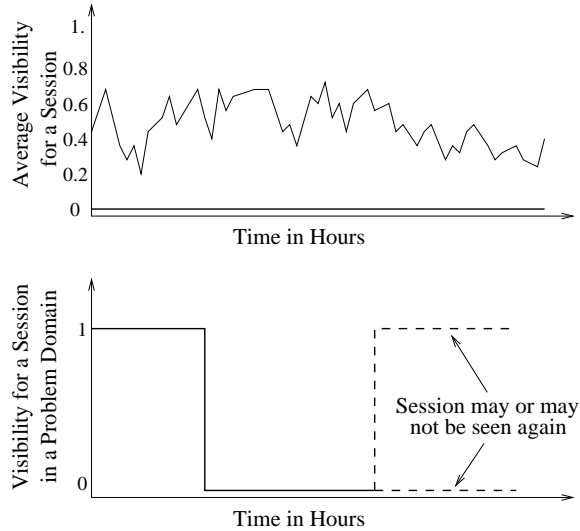 Average Visibility
for a Session
1.
0.8
0.6
0.4
0.2
0
Time in Hours
Visibility for a Session
in a Problem Domain
1
0
Session may or may
not be seen again
Time in Hours